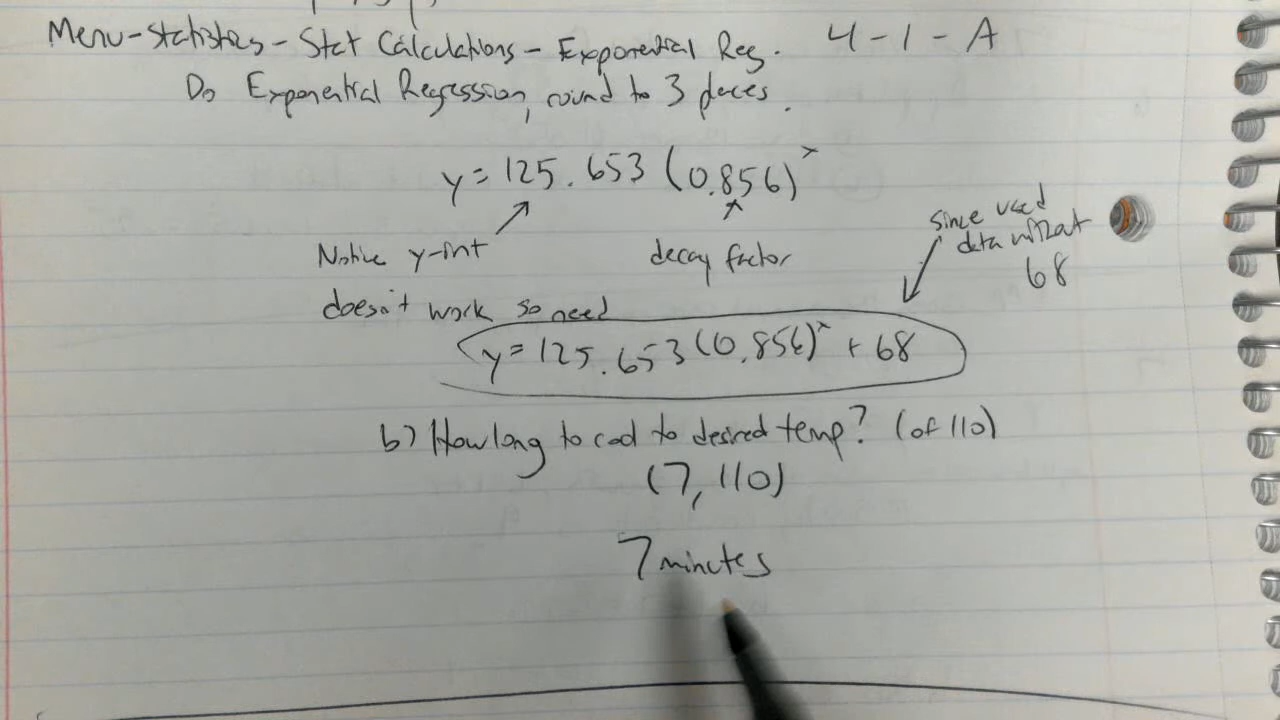 Menu-Statistics-Stat Calculations-Exponential Reg. 4-1-A
Do Exponential Regression, round to 3 places.
y=125.653(0.856)^x
Notice y-int
doesn't work so need
decay factor
since used
data without
68
y=125.653(0.856)^x+68
b) How long to cool to desired temp? (of 110)
(7,110)
7 minutes